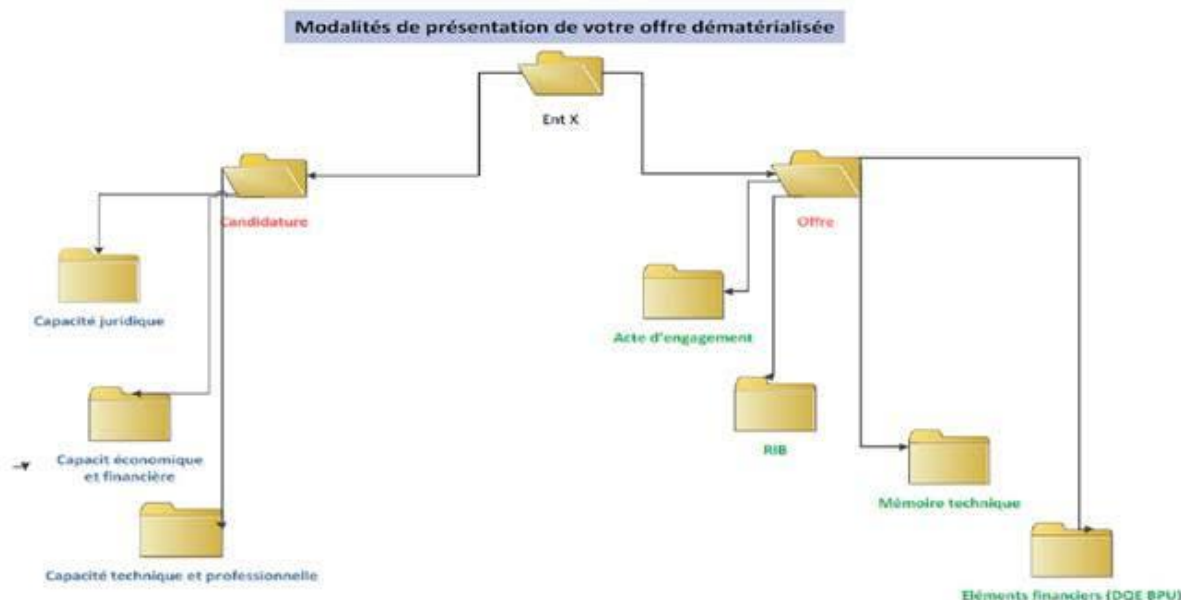 Modalités de présentation de votre offre dématérialisée
Ent X
Candidature
Offre
Capacité juridique
Acte d'engagement
Capacit économique
et financière
RIB
Mémoire technique
Capacité technique et professionnelle
Eléments financiers (DQE BPU)